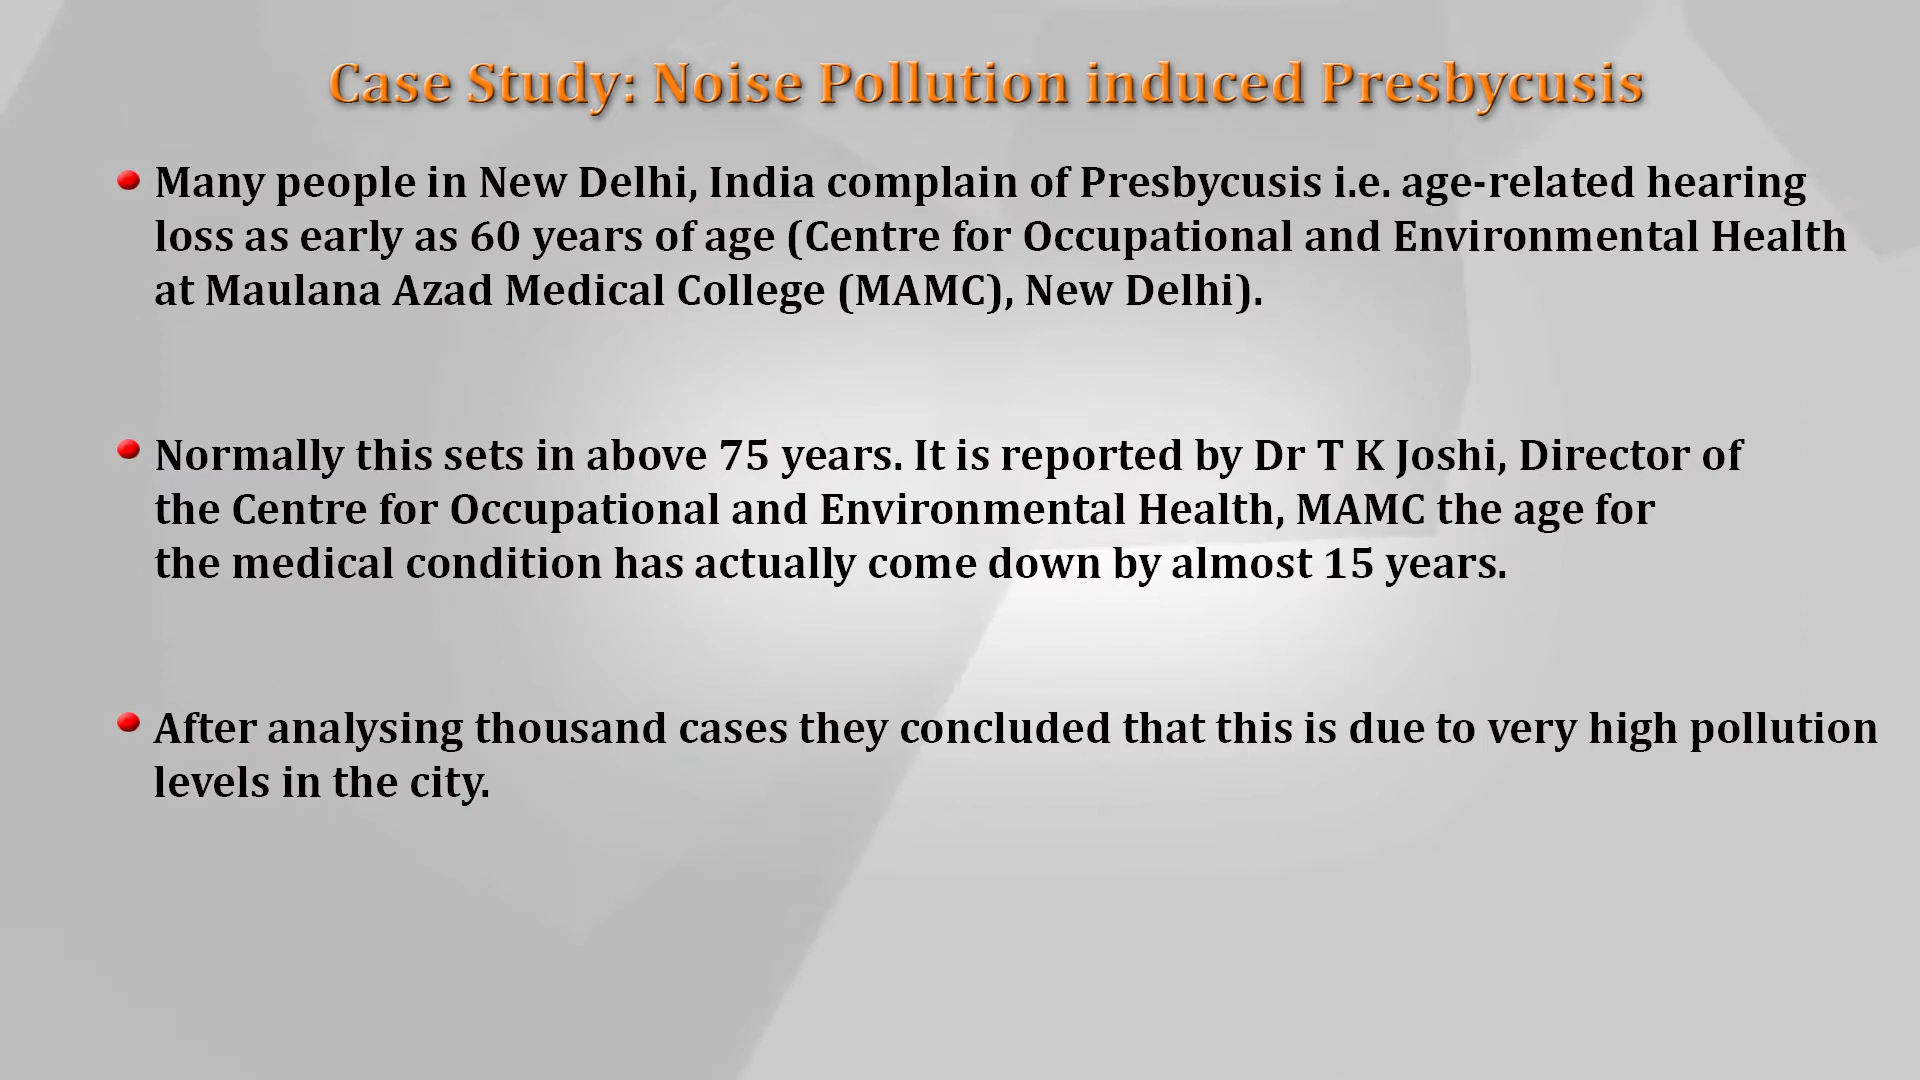 Case Study: Noise Pollution induced Presbycusis
Many people in New Delhi, India complain of Presbycusis i.e. age-related hearing
loss as early as 60 years of age (Centre for Occupational and Environmental Health
at Maulana Azad Medical College (MAMC), New Delhi).
Normally this sets in above 75 years. It is reported by Dr T K Joshi, Director of
the Centre for Occupational and Environmental Health, MAMC the age for
the medical condition has actually come down by almost 15 years.
After analysing thousand cases they concluded that this is due to very high pollution
levels in the city.